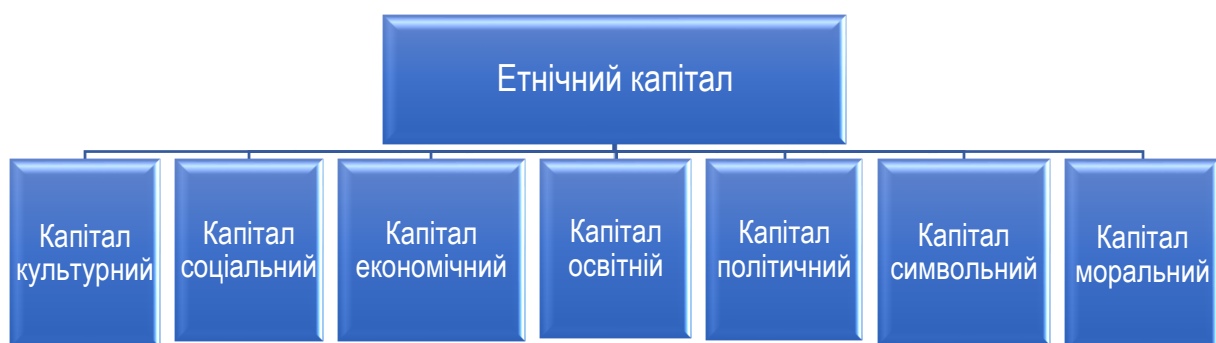 Етнічний капітал
Капітал
культурний
Капітал
соціальний
Капітал
економічний
Капітал
освітній
Капітал
політичний
Капітал
символьний
Капітал
моральний